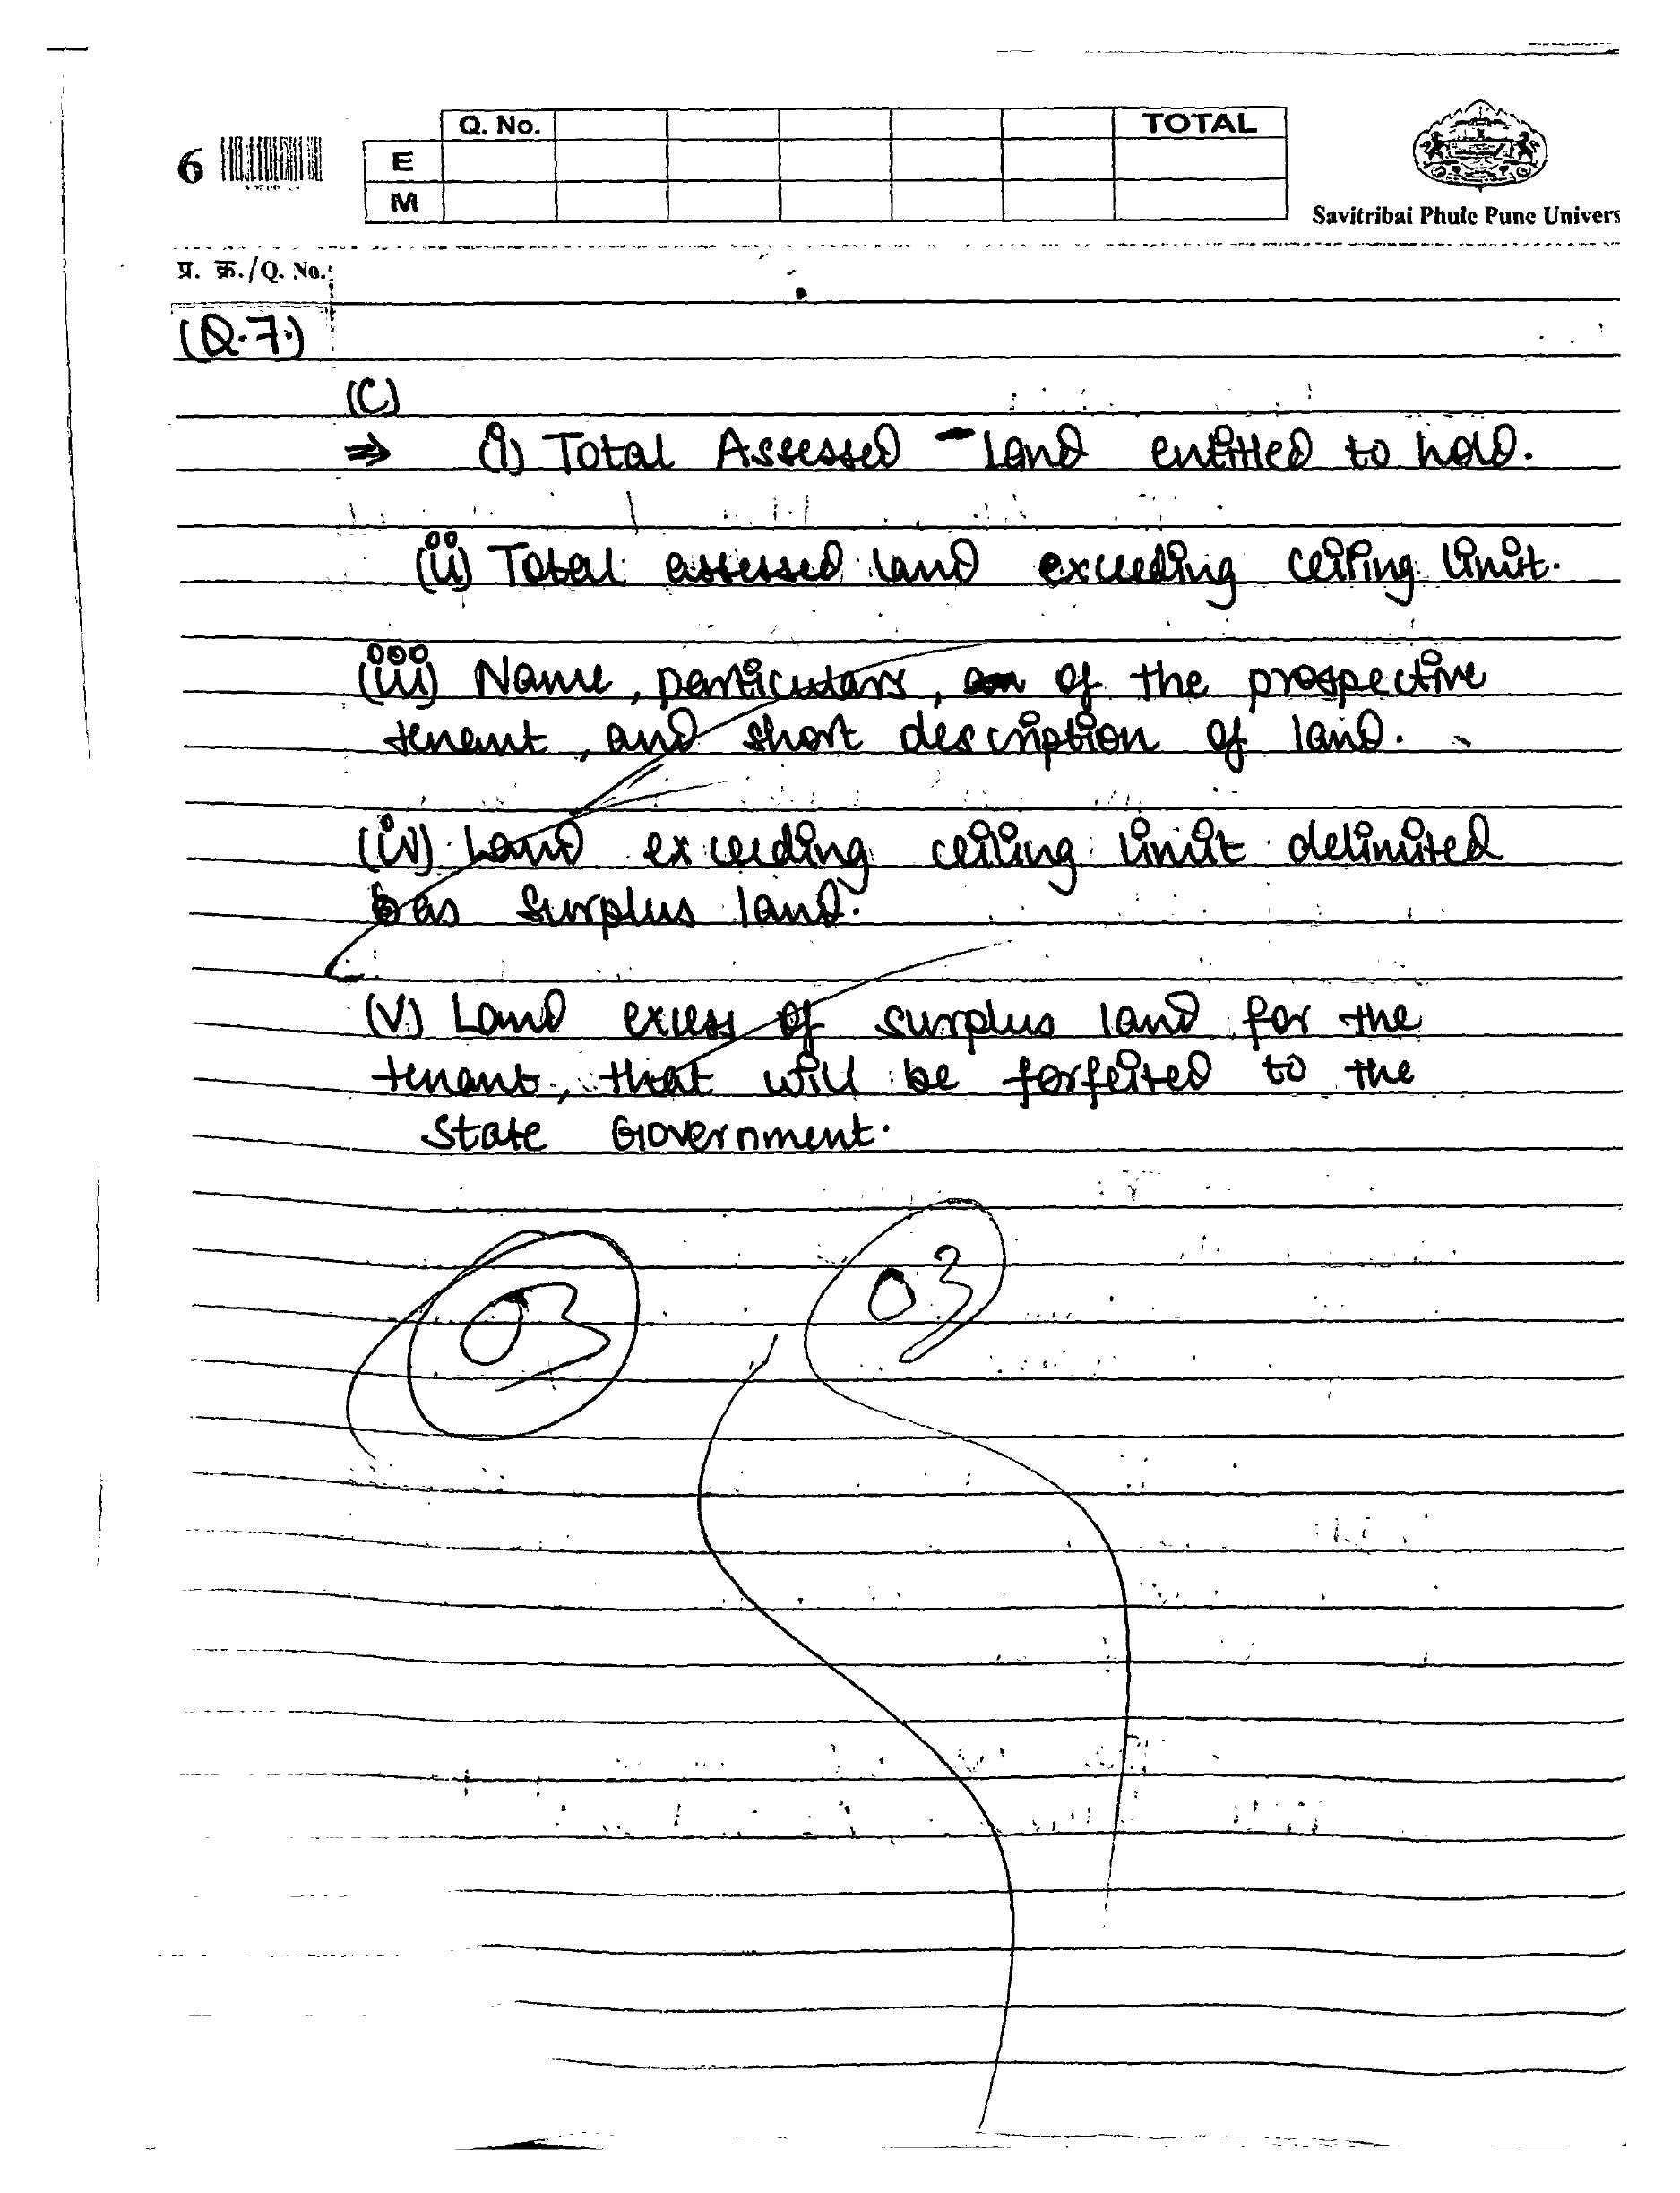 6
Q. No. TOTAL
E
M
Savitribai Phule Pune Univers
प्र. क्र./Q. No.
(Q.7.)
(C)
⇒ (i) Total Assessed land entitled to hold.
(ii) Total assessed land exceeding ceiling limit.
(iii) Name, particulars, of the prospective
tenant, and short description of land.
(iv) Land exceeding ceiling limit delimited
as surplus land.
(v) Land excess of surplus land for the
tenant, that will be forfeited to the
State Government.
03
03